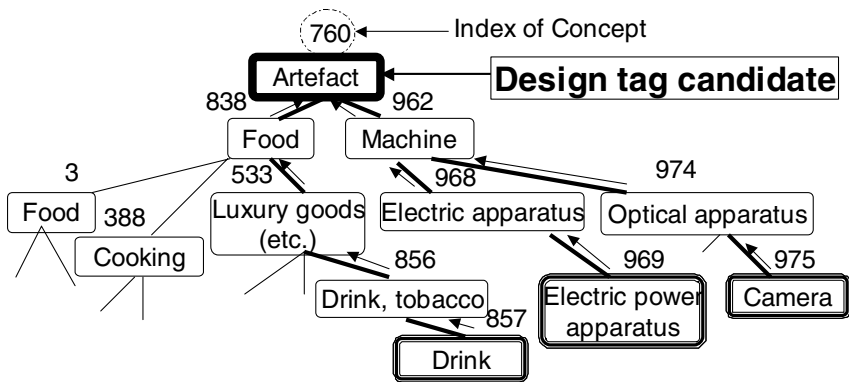 760
Index of Concept
Artefact
Design tag candidate
838
962
Food
Machine
3
533
968
974
Food
388
Luxury goods
(etc.)
Electric apparatus
Optical apparatus
Cooking
856
969
975
Drink, tobacco
Electric power
apparatus
Camera
857
Drink